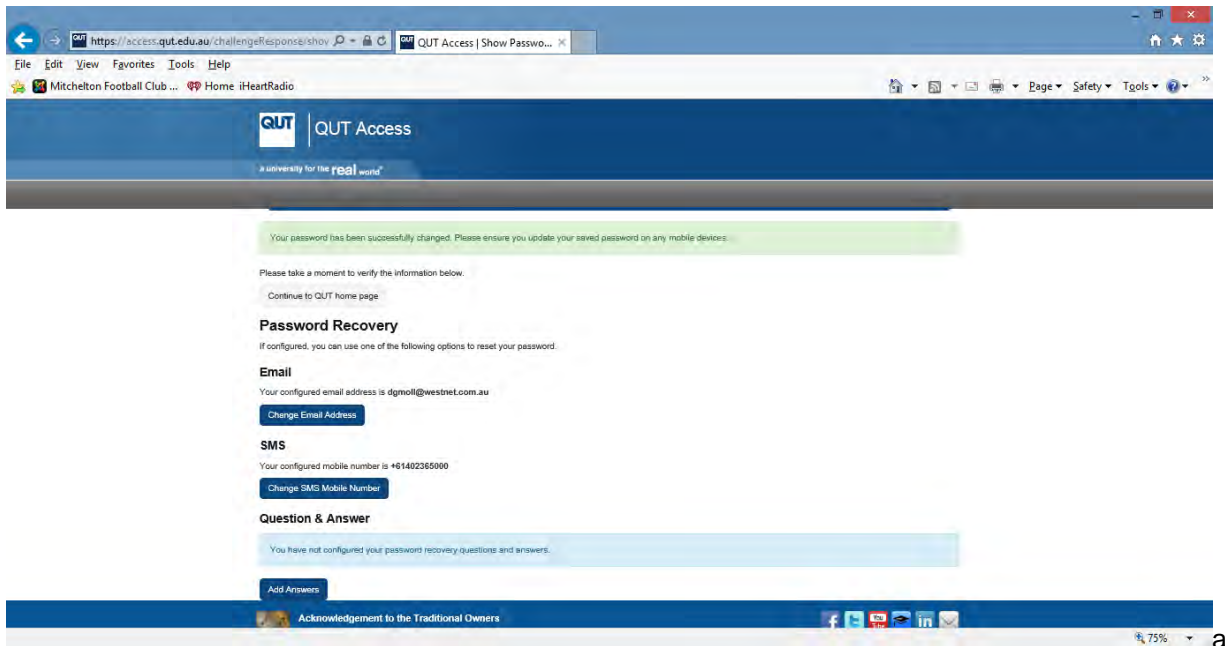 https://access.qut.edu.au/challengeResponse/shov
QUT Access | Show Passwo...
File Edit View Favorites Tools Help
Mitchelton Football Club ... Home iHeartRadio
Page Safety Tools
QUT
QUT Access
a university for the real world
Your password has been successfully changed. Please ensure you update your saved password on any mobile devices.
Please take a moment to verify the information below.
Continue to QUT home page
Password Recovery
If configured, you can use one of the following options to reset your password.
Email
Your configured email address is dgmoll@westnet.com.au
Change Email Address
SMS
Your configured mobile number is +61402365000
Change SMS Mobile Number
Question & Answer
You have not configured your password recovery questions and answers.
Add Answers
Acknowledgement to the Traditional Owners
75%
a